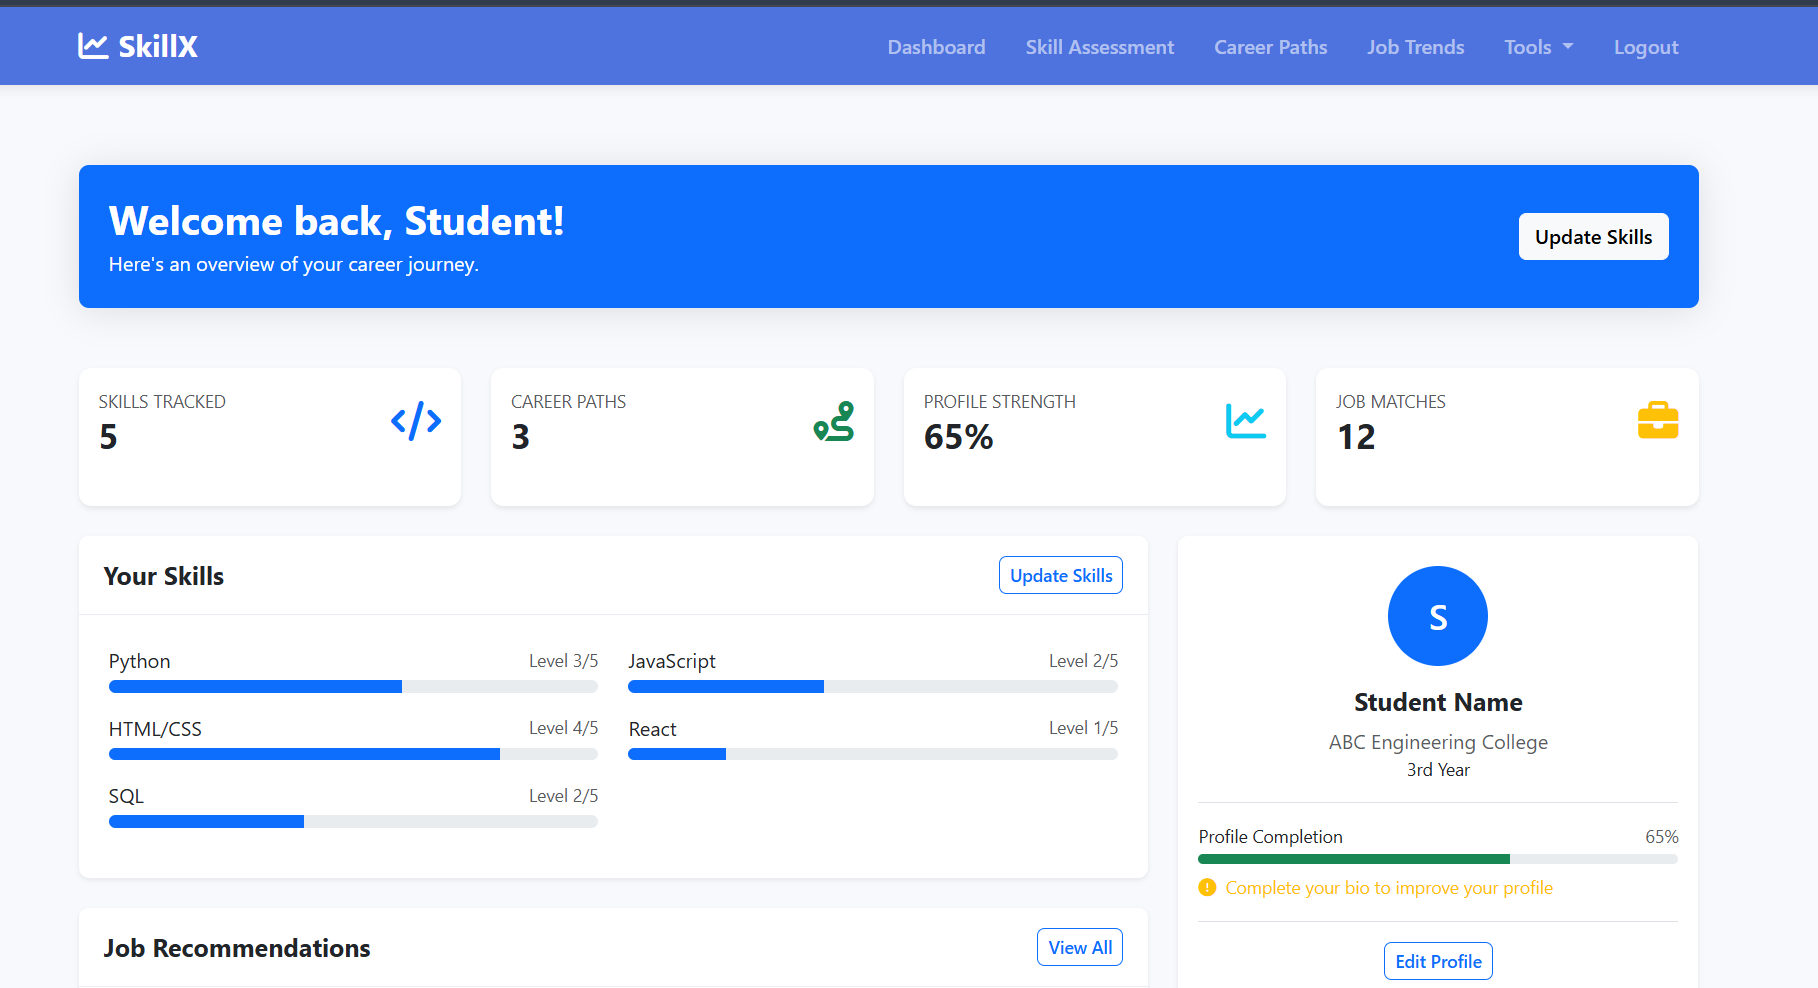 SkillX
Dashboard Skill Assessment Career Paths Job Trends Tools Logout
Welcome back, Student!
Here's an overview of your career journey.
Update Skills
SKILLS TRACKED
5
CAREER PATHS
3
PROFILE STRENGTH
65%
JOB MATCHES
12
Your Skills
Update Skills
Python Level 3/5
JavaScript Level 2/5
HTML/CSS Level 4/5
React Level 1/5
SQL Level 2/5
Job Recommendations
View All
S
Student Name
ABC Engineering College
3rd Year
Profile Completion 65%
Complete your bio to improve your profile
Edit Profile